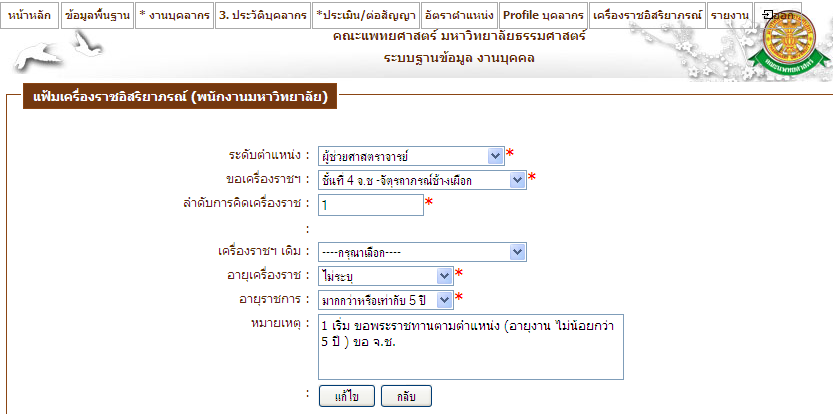 หน้าหลัก ข้อมูลพื้นฐาน * งานบุคลากร 3. ประวัติบุคลากร *ประเมิน/ต่อสัญญา อัตราตำแหน่ง Profile บุคลากร เครื่องราชอิสริยาภรณ์ รายงาน ออก
คณะแพทยศาสตร์ มหาวิทยาลัยธรรมศาสตร์
ระบบฐานข้อมูล งานบุคคล
แฟ้มเครื่องราชอิสริยาภรณ์ (พนักงานมหาวิทยาลัย)
ระดับตำแหน่ง : ผู้ช่วยศาสตราจารย์ *
ขอเครื่องราชฯ : ชั้นที่ 4 จ.ช -จัตุรถาภรณ์ช้างเผือก *
ลำดับการคิดเครื่องราช : 1 *
:
เครื่องราชฯ เดิม : ----กรุณาเลือก----
อายุเครื่องราช : ไม่ระบุ *
อายุราชการ : มากกว่าหรือเท่ากับ 5 ปี *
หมายเหตุ : 1 เริ่ม ขอพระราชทานตามตำแหน่ง (อายุงาน ไม่น้อยกว่า
5 ปี ) ขอ จ.ช.
: แก้ไข กลับ